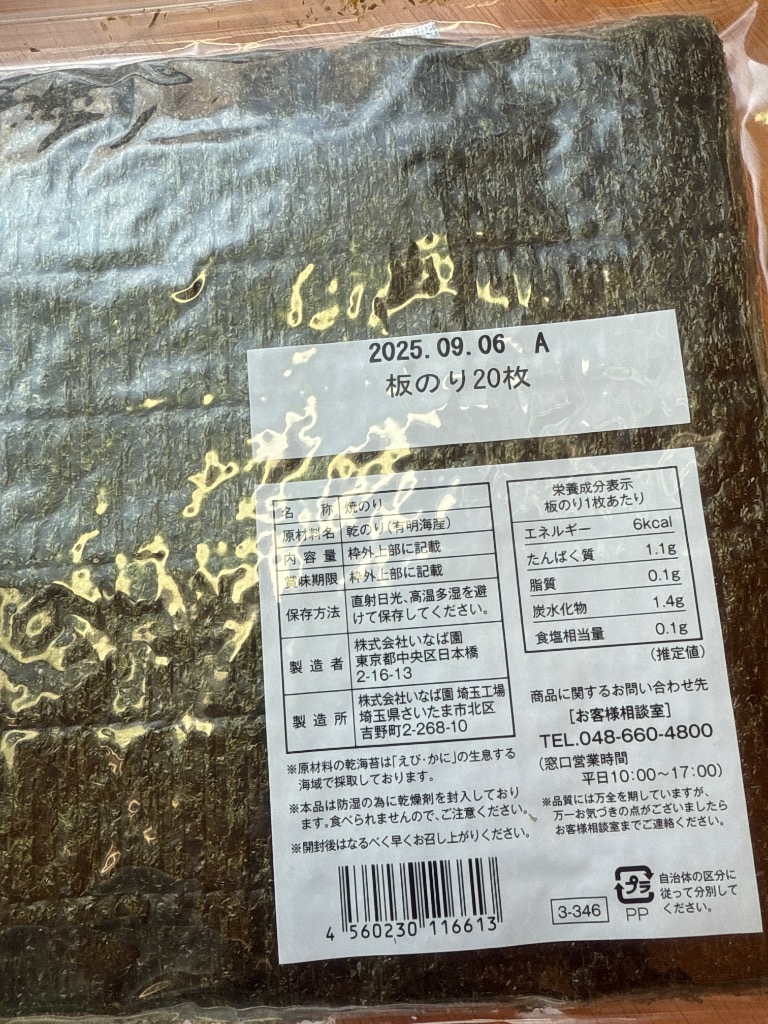 2025.09.06 A
板のり20枚
名称 焼のり
原材料名 乾のり(有明海産)
内容量 枠外上部に記載
賞味期限 枠外上部に記載
保存方法 直射日光、高温多湿を避
けて保存してください。
製造者 株式会社いなば園
東京都中央区日本橋
2-16-13
製造所 株式会社いなば園 埼玉工場
埼玉県さいたま市北区
吉野町2-268-10
※原材料の乾海苔は「えび・かに」の生息する
海域で採取しております。
※本品は防湿の為に乾燥剤を封入しており
ます。食べられませんので、ご注意ください。
※開封後はなるべく早くお召し上がりください。
4 560230 116613
栄養成分表示
板のり1枚あたり
エネルギー 6kcal
たんぱく質 1.1g
脂質 0.1g
炭水化物 1.4g
食塩相当量 0.1g
(推定値)
商品に関するお問い合わせ先
[お客様相談室]
TEL.048-660-4800
(窓口営業時間
平日10:00~17:00)
※品質には万全を期していますが、
万一お気づきの点がございましたら
お客様相談室までご連絡ください。
3-346
プラ
PP
自治体の区分に
従って分別して
ください。